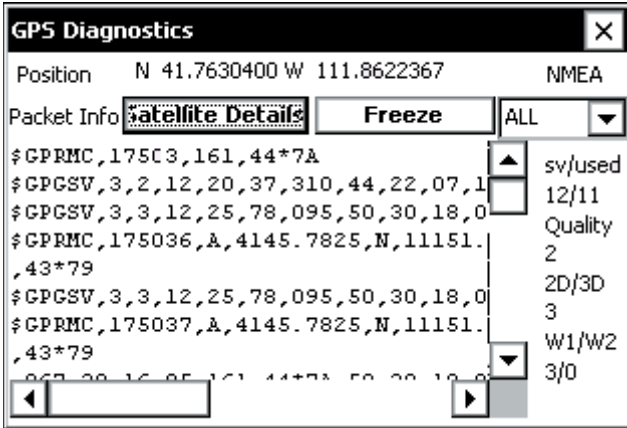 GPS Diagnostics
Position N 41.7630400 W 111.8622367 NMEA
Packet Info Satellite Details Freeze ALL
$GPRMC,175C3,161,44*7A
$GPGSV,3,2,12,20,37,310,44,22,07,1
$GPGSV,3,3,12,25,78,095,50,30,18,0
$GPRMC,175036,A,4145.7825,N,11151.
,43*79
$GPGSV,3,3,12,25,78,095,50,30,18,0
$GPRMC,175037,A,4145.7825,N,11151.
,43*79
sv/used
12/11
Quality
2
2D/3D
3
W1/W2
3/0